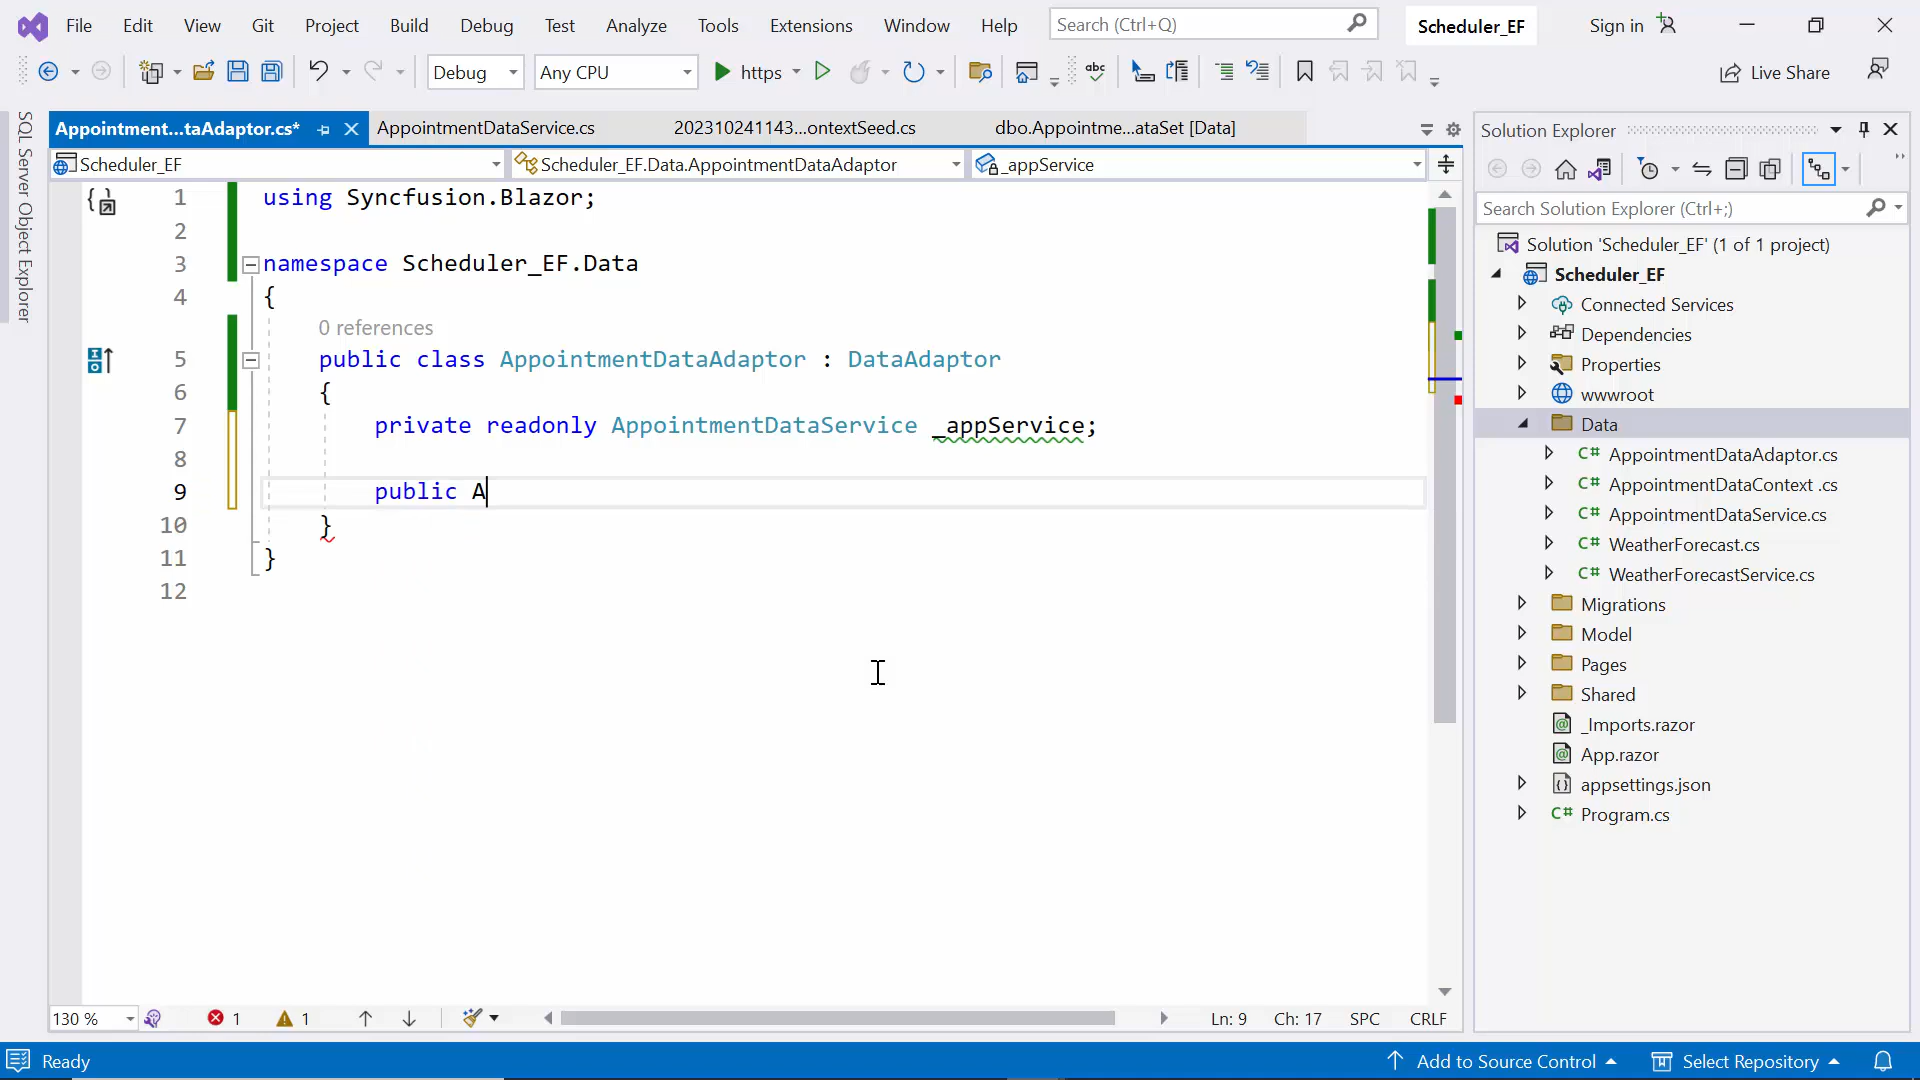 File Edit View Git Project Build Debug Test Analyze Tools Extensions Window Help Search (Ctrl+Q) Scheduler_EF Sign in
Debug Any CPU https abc Live Share
SQL Server Object Explorer
Appointment...taAdaptor.cs* AppointmentDataService.cs 202310241143...ontextSeed.cs dbo.Appointme...ataSet [Data]
Scheduler_EF Scheduler_EF.Data.AppointmentDataAdaptor _appService
1 using Syncfusion.Blazor;
2
3 namespace Scheduler_EF.Data
4 {
0 references
5 public class AppointmentDataAdaptor : DataAdaptor
6 {
7 private readonly AppointmentDataService _appService;
8
9 public A
10 }
11 }
12
130 % 1 1 Ln: 9 Ch: 17 SPC CRLF
Solution Explorer
Search Solution Explorer (Ctrl+;)
Solution 'Scheduler_EF' (1 of 1 project)
Scheduler_EF
Connected Services
Dependencies
Properties
wwwroot
Data
C# AppointmentDataAdaptor.cs
C# AppointmentDataContext .cs
C# AppointmentDataService.cs
C# WeatherForecast.cs
C# WeatherForecastService.cs
Migrations
Model
Pages
Shared
_Imports.razor
App.razor
appsettings.json
C# Program.cs
Ready Add to Source Control Select Repository